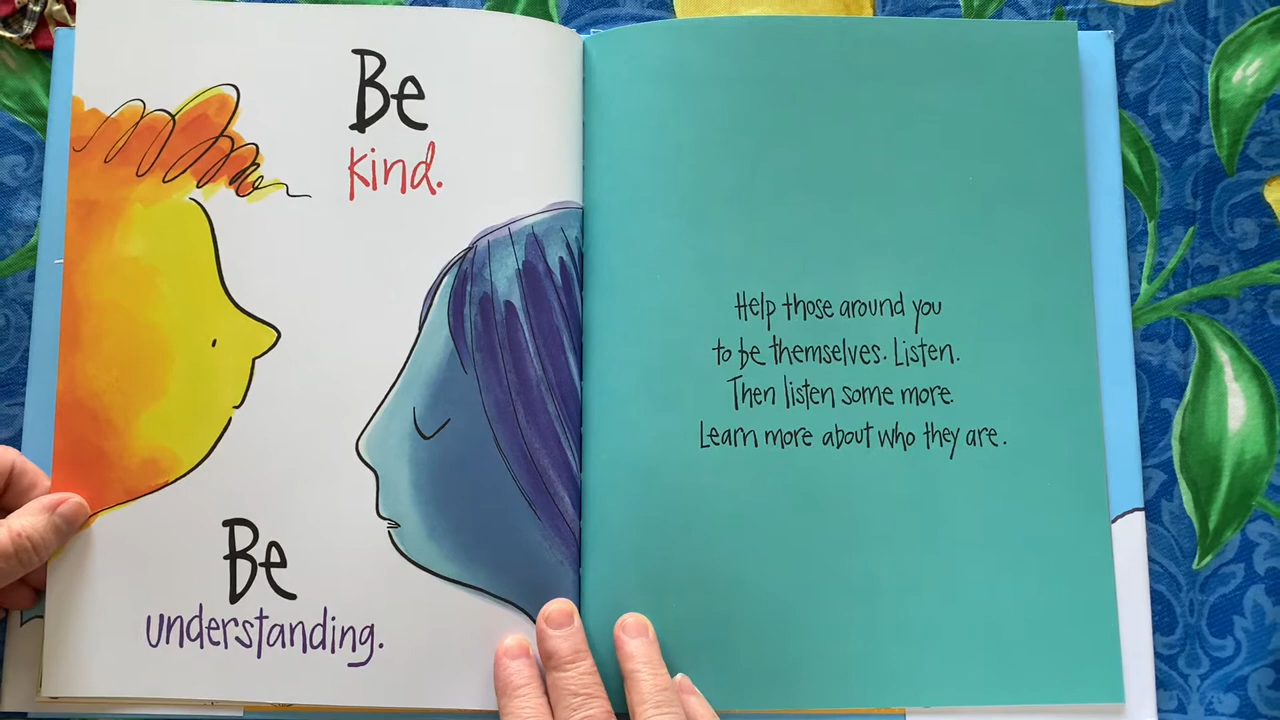 Be
kind.
Be
understanding.
Help those around you
to be themselves. Listen.
Then listen some more.
Learn more about who they are.